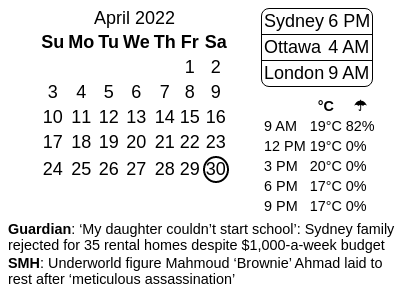 April 2022
Su Mo Tu We Th Fr Sa
1 2
3 4 5 6 7 8 9
10 11 12 13 14 15 16
17 18 19 20 21 22 23
24 25 26 27 28 29 30
Sydney 6 PM
Ottawa 4 AM
London 9 AM
°C ☂
9 AM 19°C 82%
12 PM 19°C 0%
3 PM 20°C 0%
6 PM 17°C 0%
9 PM 17°C 0%
Guardian: ‘My daughter couldn’t start school’: Sydney family
rejected for 35 rental homes despite $1,000-a-week budget
SMH: Underworld figure Mahmoud ‘Brownie’ Ahmad laid to
rest after ‘meticulous assassination’